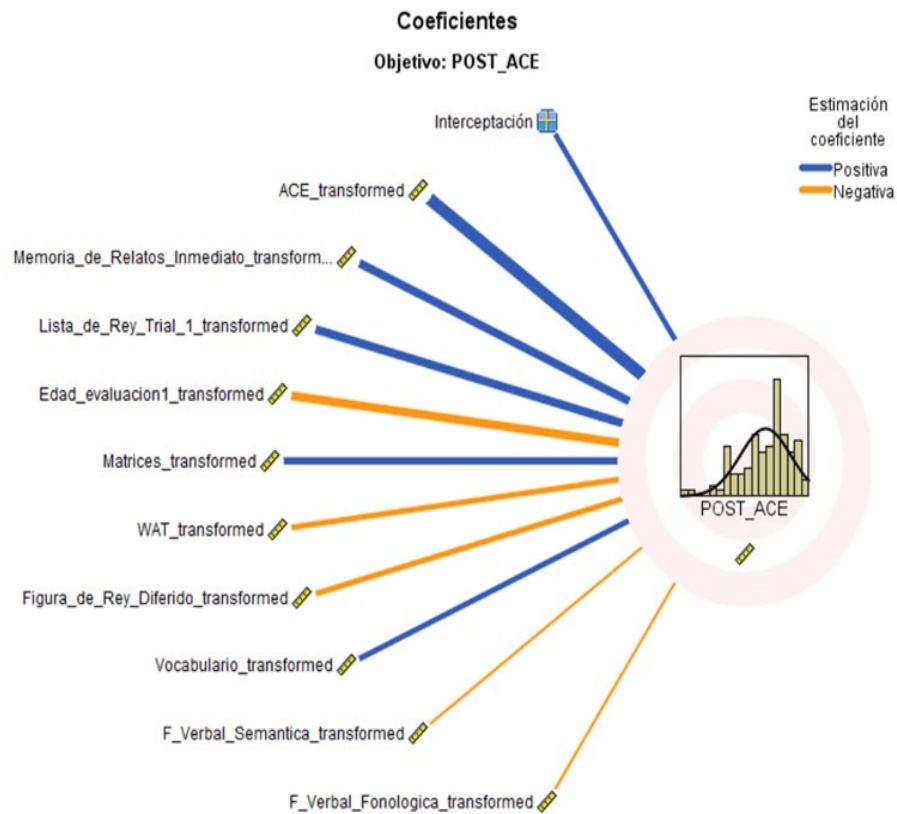 Coeficientes
Objetivo: POST_ACE
Interceptación
Estimación
del
coeficiente
Positiva
Negativa
ACE_transformed
Memoria_de_Relatos_Inmediato_transform...
Lista_de_Rey_Trial_1_transformed
Edad_evaluacion1_transformed
Matrices_transformed
WAT_transformed
Figura_de_Rey_Diferido_transformed
Vocabulario_transformed
F_Verbal_Semantica_transformed
F_Verbal_Fonologica_transformed
POST_ACE